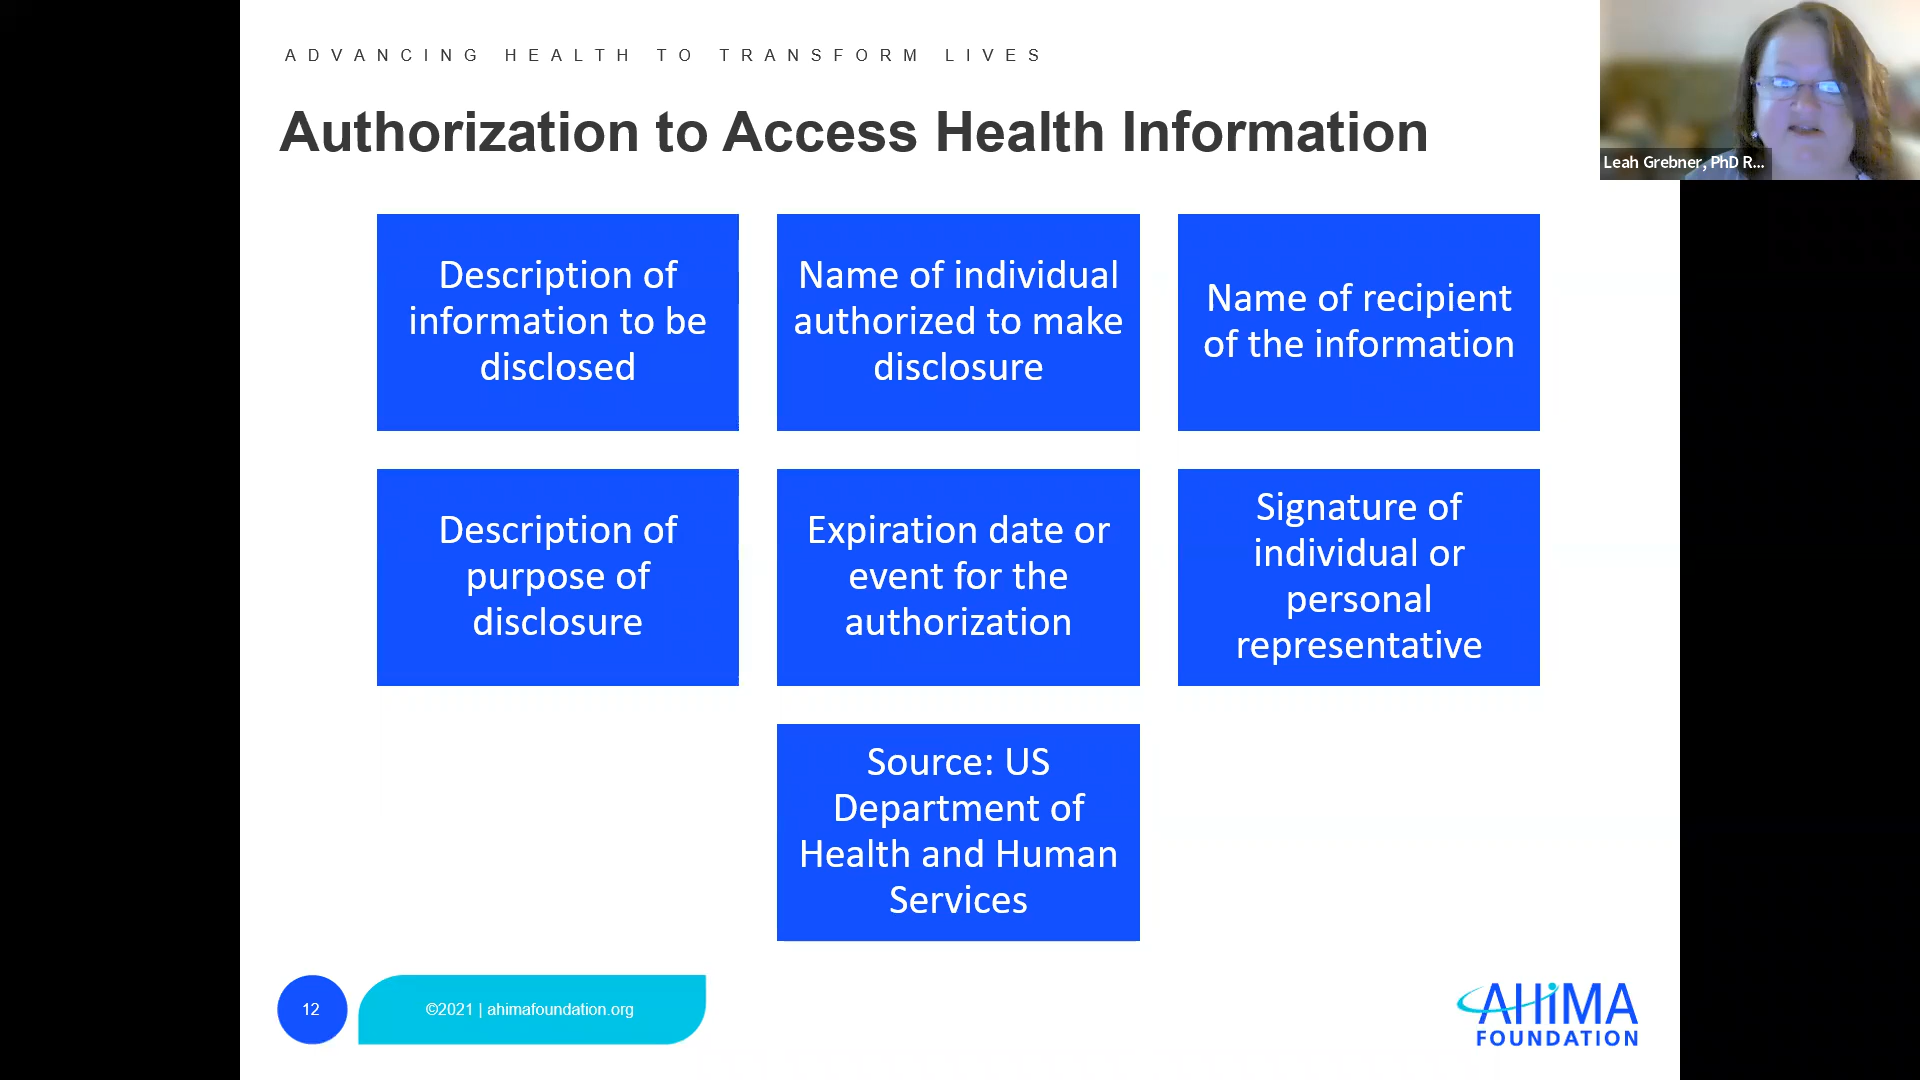 ADVANCING HEALTH TO TRANSFORM LIVES
Authorization to Access Health Information
Leah Grebner, PhD R...
Description of
information to be
disclosed
Name of individual
authorized to make
disclosure
Name of recipient
of the information
Description of
purpose of
disclosure
Expiration date or
event for the
authorization
Signature of
individual or
personal
representative
Source: US
Department of
Health and Human
Services
12
©2021 | ahimafoundation.org
AHiMA
FOUNDATION